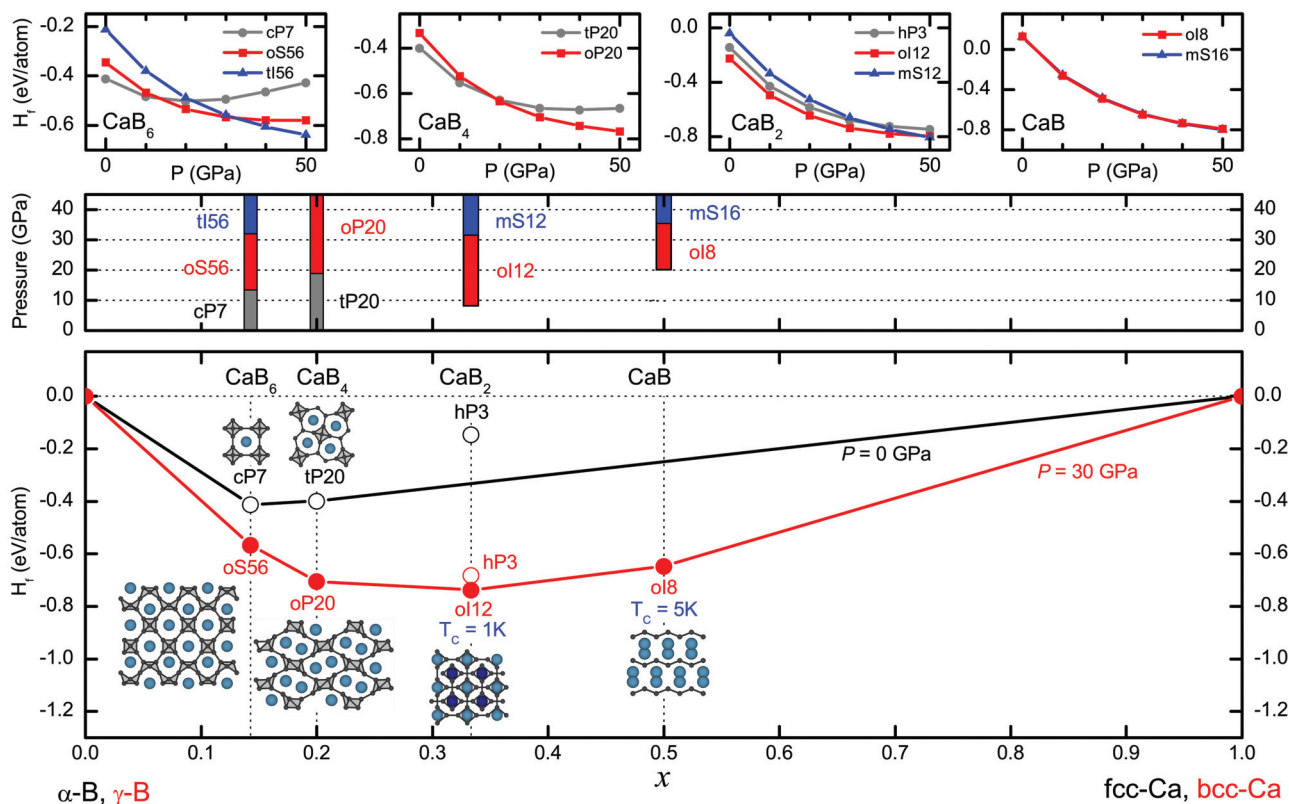 H_f (eV/atom)
-0.2
-0.4
-0.6
cP7
oS56
tI56
CaB₆
0
50
P (GPa)
-0.4
-0.6
-0.8
tP20
oP20
CaB₄
0
50
P (GPa)
0.0
-0.4
-0.8
hP3
oI12
mS12
CaB₂
0
50
P (GPa)
0.0
-0.4
-0.8
oI8
mS16
CaB
0
50
P (GPa)
Pressure (GPa)
40 tI56 oP20 mS12 mS16 40
30 oS56 oI12 oI8 30
20 20
10 cP7 tP20 10
0 0
H_f (eV/atom)
CaB₆ CaB₄ CaB₂ CaB
0.0 hP3 0.0
-0.2 cP7 tP20 P = 0 GPa -0.2
-0.4 P = 30 GPa -0.4
-0.6 oS56 hP3 -0.6
-0.8 oP20 oI12 oI8 -0.8
T_C = 1K T_C = 5K
-1.0 -1.0
-1.2 -1.2
0.0 0.1 0.2 0.3 0.4 0.5 0.6 0.7 0.8 0.9 1.0
x
α-B, γ-B fcc-Ca, bcc-Ca